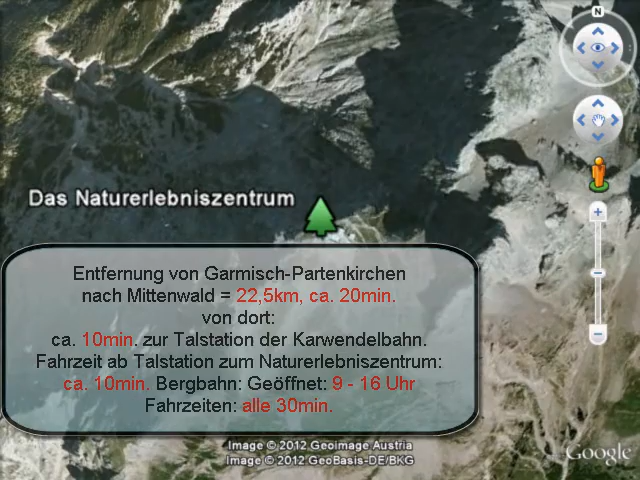 N
Das Naturerlebniszentrum
Entfernung von Garmisch-Partenkirchen
nach Mittenwald = 22,5km, ca. 20min.
von dort:
ca. 10min. zur Talstation der Karwendelbahn.
Fahrzeit ab Talstation zum Naturerlebniszentrum:
ca. 10min. Bergbahn: Geöffnet: 9 - 16 Uhr
Fahrzeiten: alle 30min.
Image © 2012 Geoimage Austria
Image © 2012 GeoBasis-DE/BKG
Google